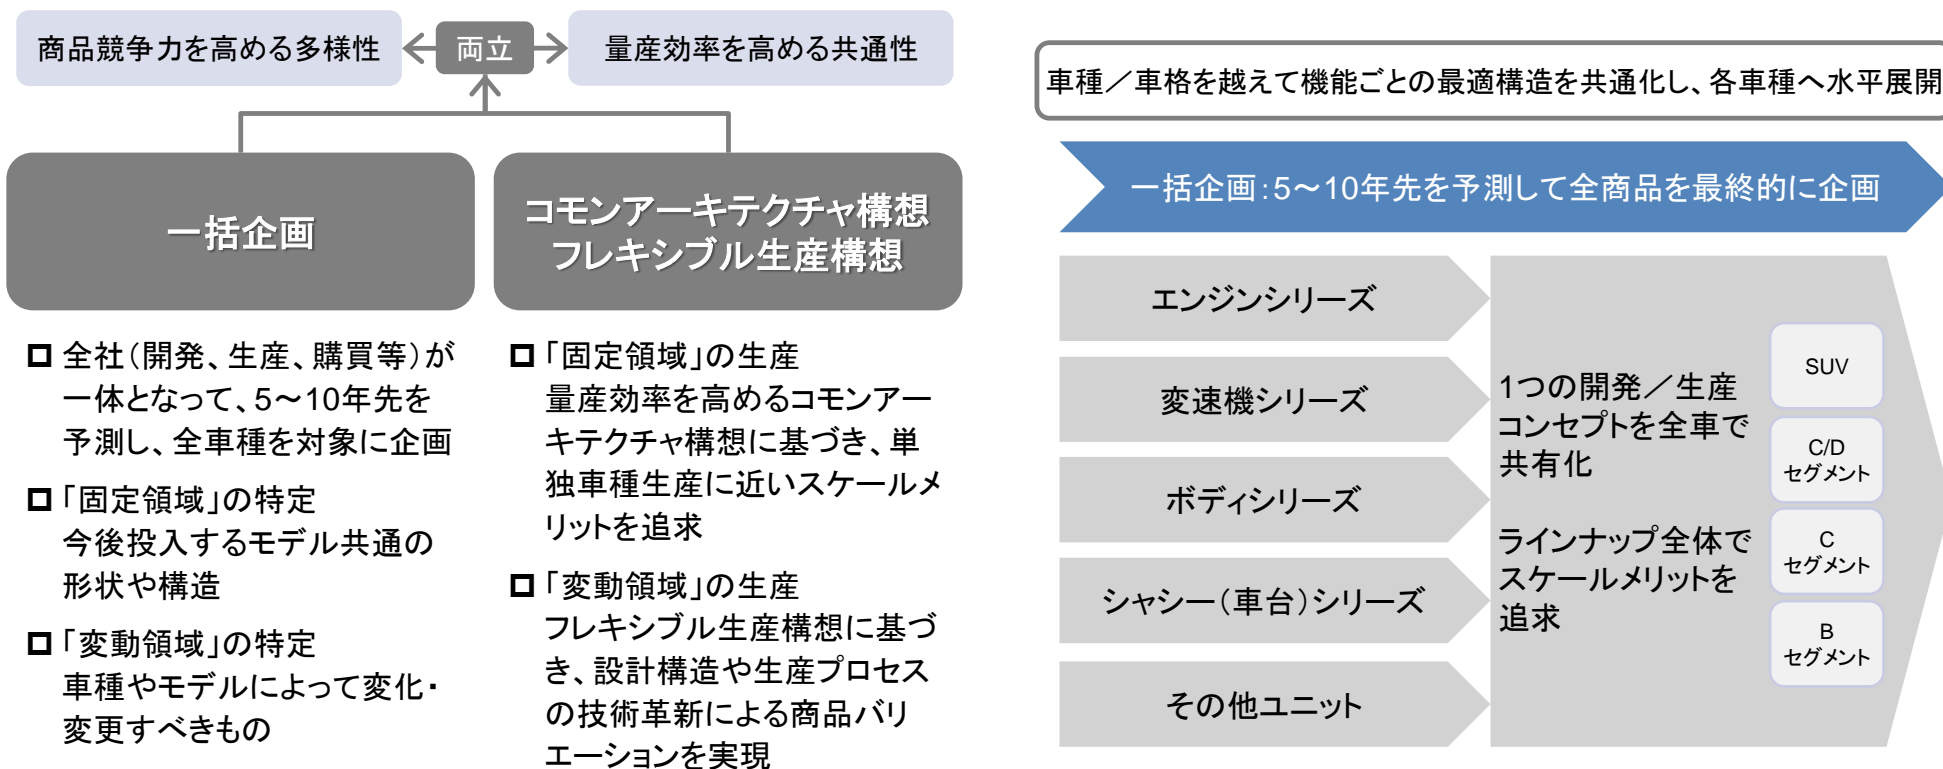 商品競争力を高める多様性
両立
量産効率を高める共通性
一括企画
コモンアーキテクチャ構想
フレキシブル生産構想
全社（開発、生産、購買等）が
一体となって、5～10年先を
予測し、全車種を対象に企画
「固定領域」の特定
今後投入するモデル共通の
形状や構造
「変動領域」の特定
車種やモデルによって変化・
変更すべきもの
「固定領域」の生産
量産効率を高めるコモンアー
キテクチャ構想に基づき、単
独車種生産に近いスケールメ
リットを追求
「変動領域」の生産
フレキシブル生産構想に基づ
き、設計構造や生産プロセス
の技術革新による商品バリ
エーションを実現
車種／車格を越えて機能ごとの最適構造を共通化し、各車種へ水平展開
一括企画：5～10年先を予測して全商品を最終的に企画
エンジンシリーズ
変速機シリーズ
ボディシリーズ
シャシー（車台）シリーズ
その他ユニット
1つの開発／生産
コンセプトを全車で
共有化
ラインナップ全体で
スケールメリットを
追求
SUV
C/D
セグメント
C
セグメント
B
セグメント